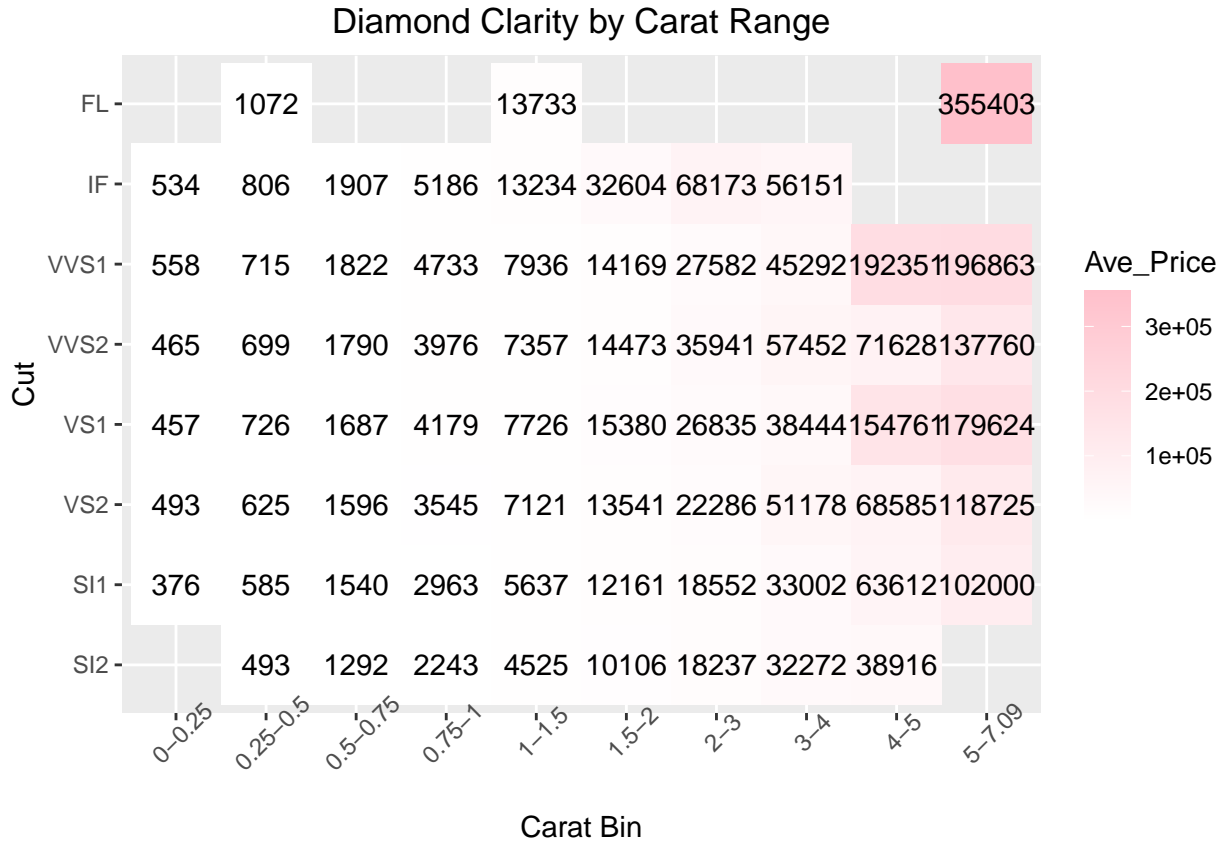 Diamond Clarity by Carat Range
FL 1072 13733 355403
IF 534 806 1907 5186 13234 32604 68173 56151
VVS1 558 715 1822 4733 7936 14169 27582 45292 192351 196863
VVS2 465 699 1790 3976 7357 14473 35941 57452 71628 137760
VS1 457 726 1687 4179 7726 15380 26835 38444 154761 179624
VS2 493 625 1596 3545 7121 13541 22286 51178 68585 118725
SI1 376 585 1540 2963 5637 12161 18552 33002 63612 102000
SI2 493 1292 2243 4525 10106 18237 32272 38916
0−0.25 0.25−0.5 0.5−0.75 0.75−1 1−1.5 1.5−2 2−3 3−4 4−5 5−7.09
Carat Bin
Cut
Ave_Price
3e+05
2e+05
1e+05